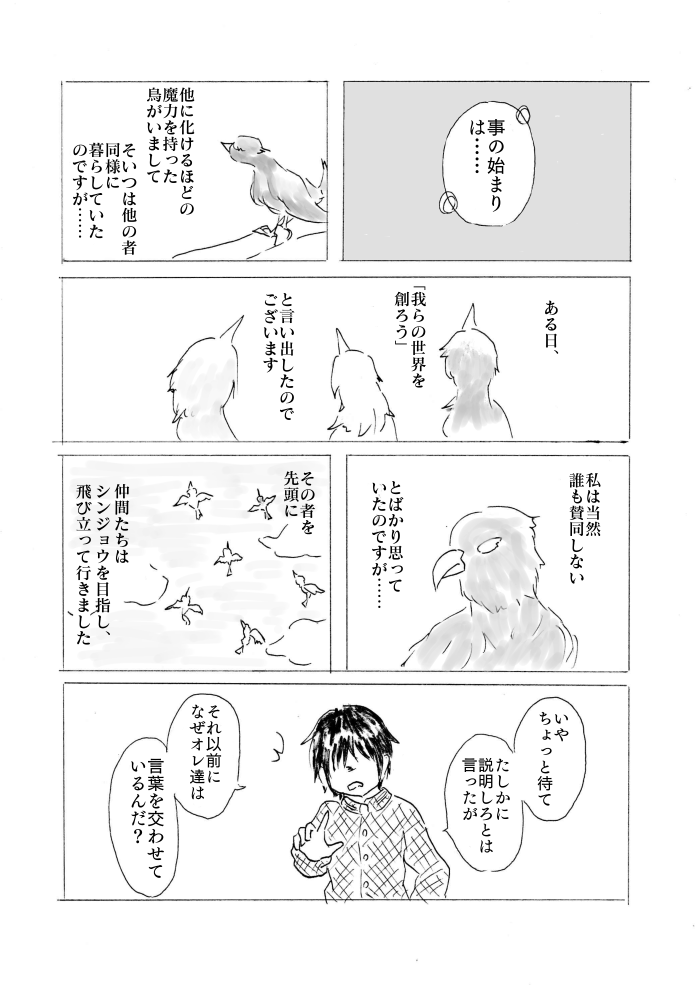 事の始まり
は……
他に化けるほどの
魔力を持った
鳥がいまして
そいつは他の者
同様に
暮らしていた
のですが……
ある日、
「我らの世界を
創ろう」
と言い出したので
ございます
私は当然
誰も賛同しない
とばかり思って
いたのですが……
その者を
先頭に
仲間たちは
シンジョウを目指し、
飛び立って行きました
いや
ちょっと待て
たしかに
説明しろとは
言ったが
それ以前に
なぜオレ達は
言葉を交わせて
いるんだ？